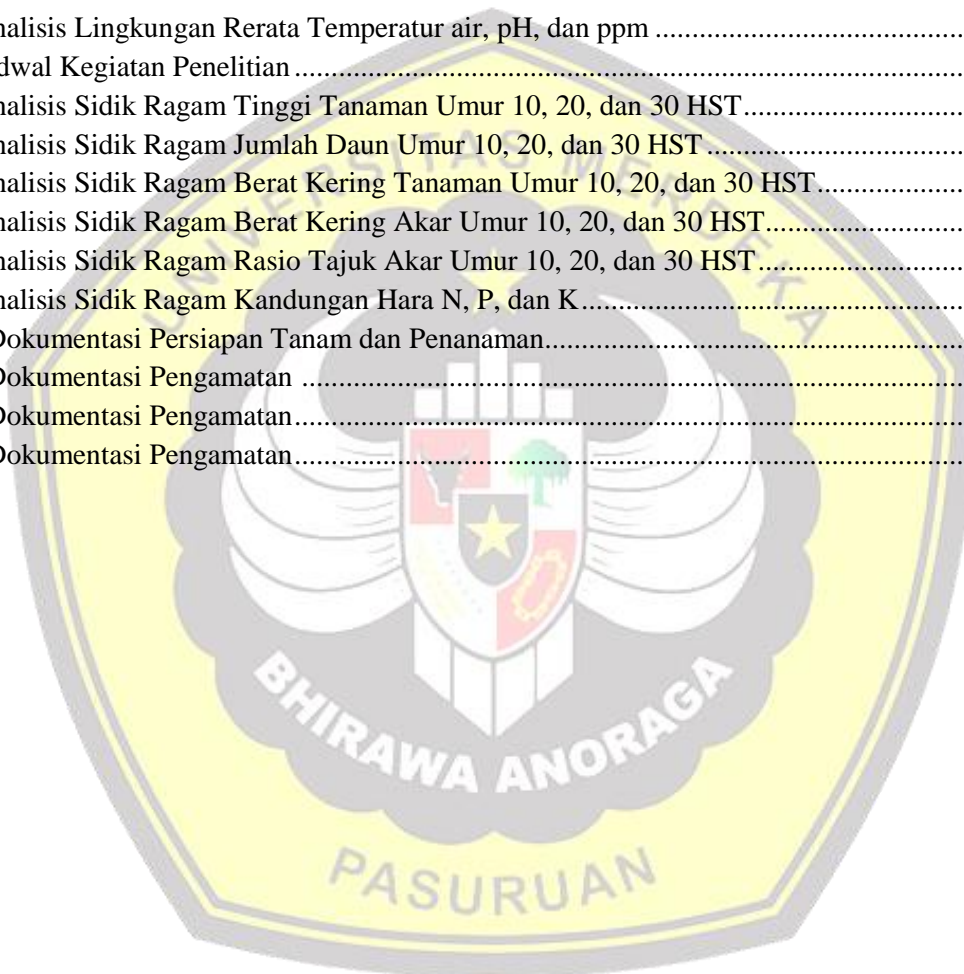 nalisis Lingkungan Rerata Temperatur air, pH, dan ppm ........................................
dwal Kegiatan Penelitian ........................................
nalisis Sidik Ragam Tinggi Tanaman Umur 10, 20, dan 30 HST........................................
nalisis Sidik Ragam Jumlah Daun Umur 10, 20, dan 30 HST ........................................
nalisis Sidik Ragam Berat Kering Tanaman Umur 10, 20, dan 30 HST........................................
nalisis Sidik Ragam Berat Kering Akar Umur 10, 20, dan 30 HST........................................
nalisis Sidik Ragam Rasio Tajuk Akar Umur 10, 20, dan 30 HST........................................
nalisis Sidik Ragam Kandungan Hara N, P, dan K........................................
Dokumentasi Persiapan Tanam dan Penanaman........................................
Dokumentasi Pengamatan ........................................
Dokumentasi Pengamatan........................................
Dokumentasi Pengamatan........................................
UNIVERSITAS MERDEKA
BHIRAWA ANORAGA
PASURUAN